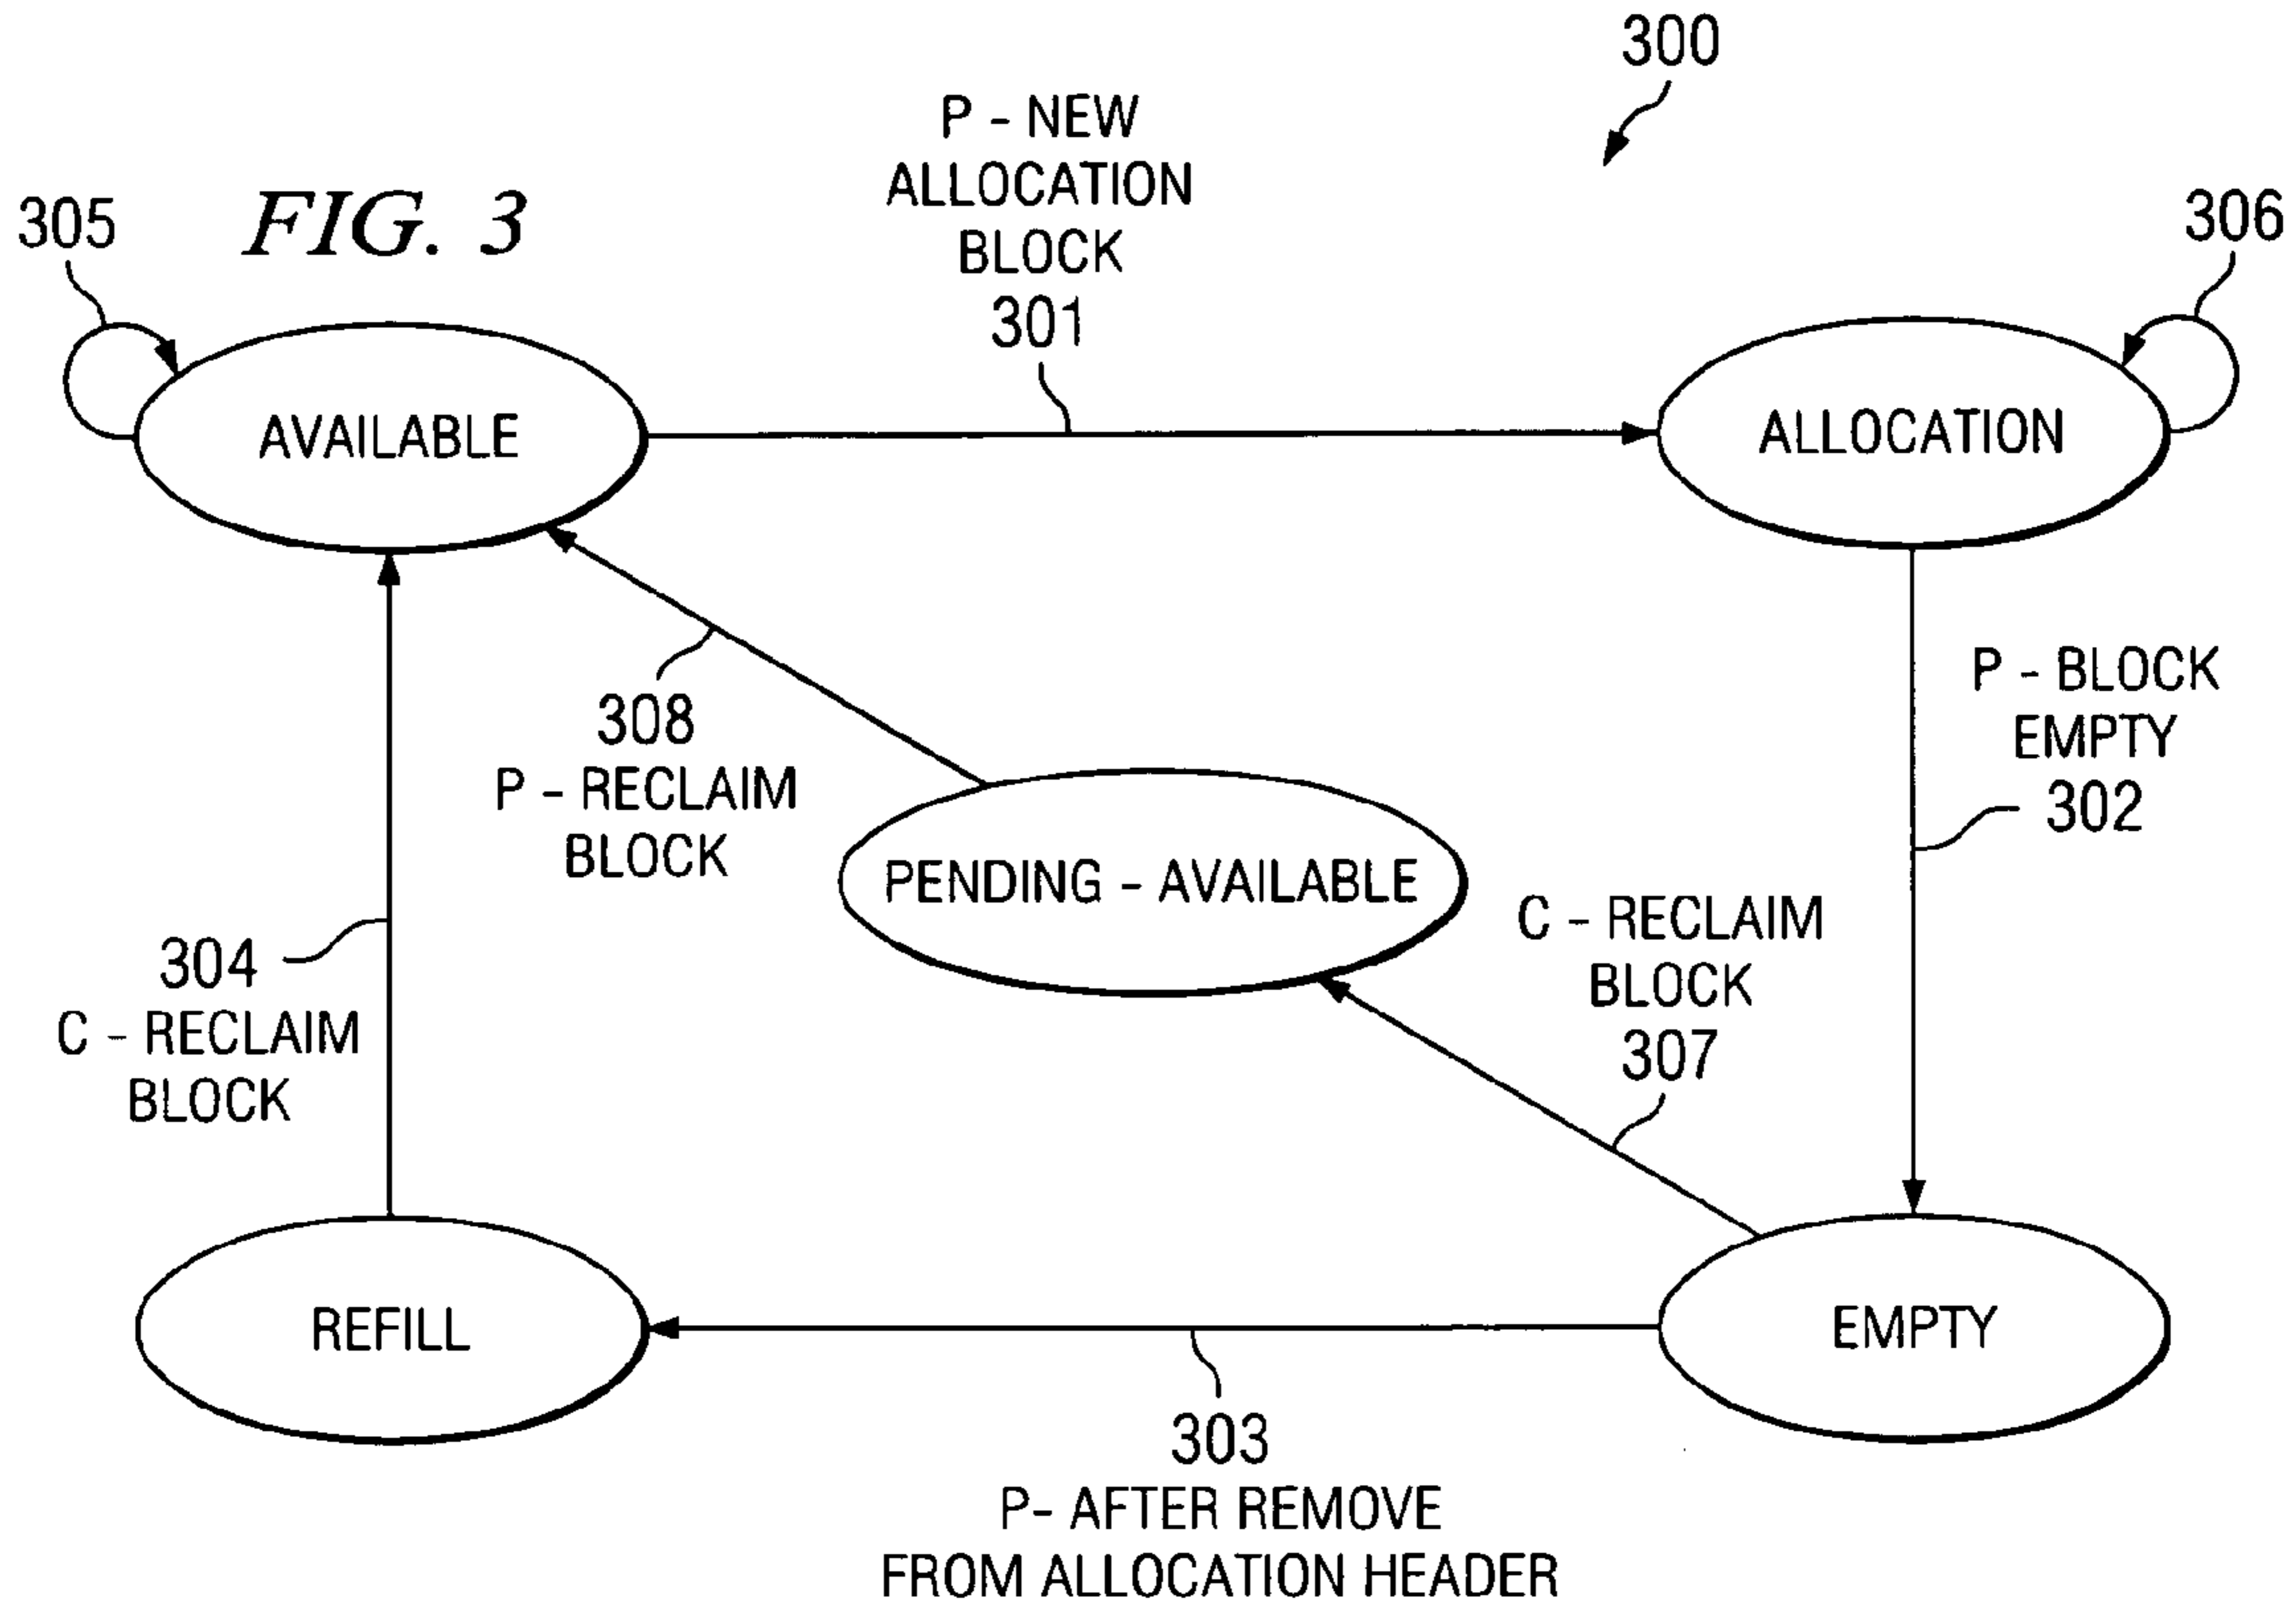 300
P - NEW
ALLOCATION
BLOCK
301
305
FIG. 3
306
AVAILABLE
ALLOCATION
P - BLOCK
EMPTY
302
308
P - RECLAIM
BLOCK
PENDING - AVAILABLE
C - RECLAIM
BLOCK
307
304
C - RECLAIM
BLOCK
REFILL
EMPTY
303
P- AFTER REMOVE
FROM ALLOCATION HEADER